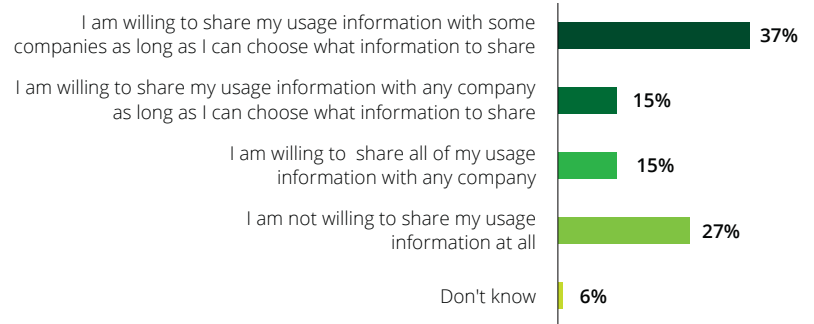 I am willing to share my usage information with some
companies as long as I can choose what information to share
37%
I am willing to share my usage information with any company
as long as I can choose what information to share
15%
I am willing to  share all of my usage
information with any company
15%
I am not willing to share my usage
information at all
27%
Don't know
6%